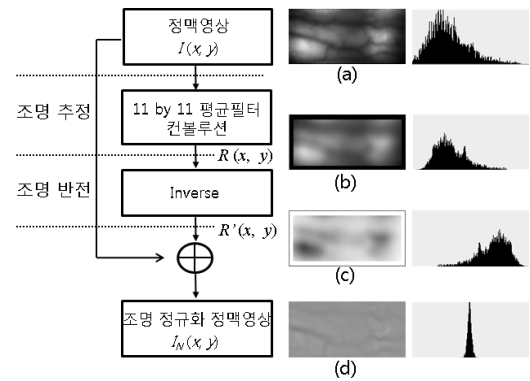 정맥영상
I(x, y)
(a)
조명 추정
11 by 11 평균필터
컨볼루션
R (x, y)
(b)
조명 반전
Inverse
R'(x, y)
(c)
조명 정규화 정맥영상
I_N(x, y)
(d)